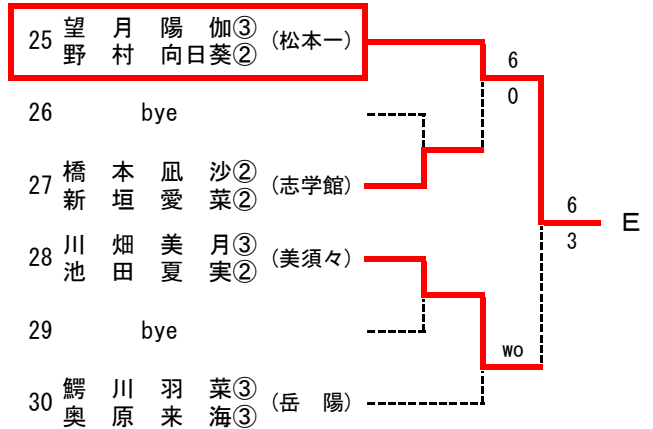 25 望月陽伽③ (松本一)
野村向日葵②
6
0
26 bye
27 橋本凪沙② (志学館)
新垣愛菜②
6
3
E
28 川畑美月③ (美須々)
池田夏実②
29 bye
wo
30 鰐川羽菜③ (岳陽)
奥原来海③